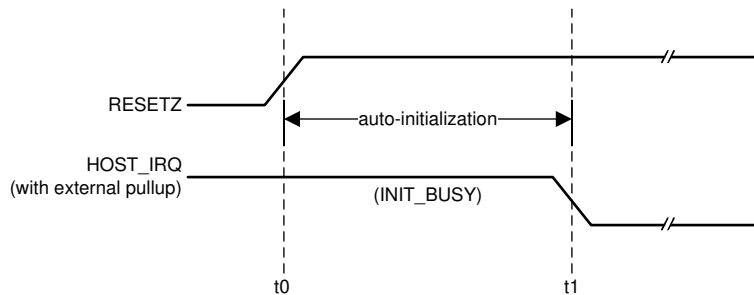 RESETZ
auto-initialization
HOST_IRQ
(with external pullup)
(INIT_BUSY)
t0
t1